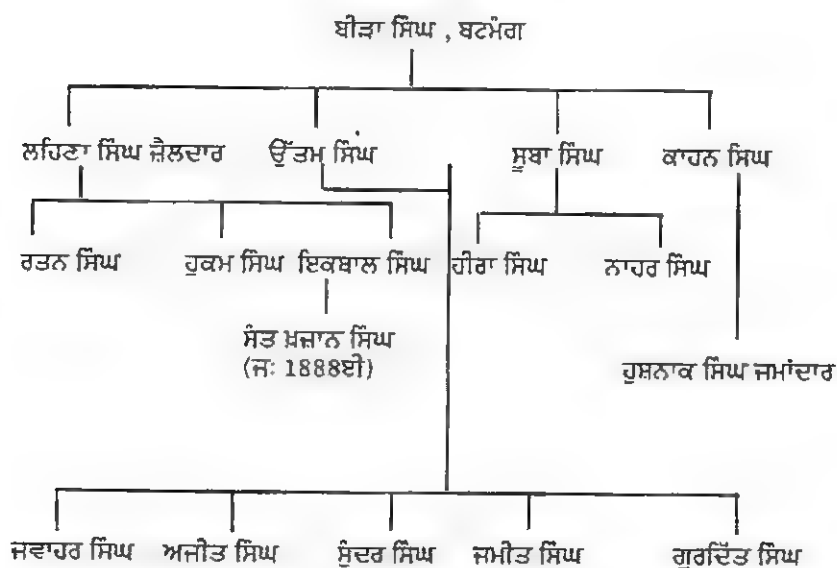 ਬੀੜਾ ਸਿੰਘ , ਬਟਮੰਗ
ਲਹਿਣਾ ਸਿੰਘ ਜ਼ੈਲਦਾਰ ਉੱਤਮ ਸਿੰਘ ਸੂਬਾ ਸਿੰਘ ਕਾਹਨ ਸਿੰਘ
ਰਤਨ ਸਿੰਘ ਹੁਕਮ ਸਿੰਘ ਇਕਬਾਲ ਸਿੰਘ ਹੀਰਾ ਸਿੰਘ ਨਾਹਰ ਸਿੰਘ
ਸੰਤ ਖ਼ਜ਼ਾਨ ਸਿੰਘ
(ਜ: 1888ਈ)
ਹੁਸ਼ਨਾਕ ਸਿੰਘ ਜਮਾਂਦਾਰ
ਜਵਾਹਰ ਸਿੰਘ ਅਜੀਤ ਸਿੰਘ ਸੁੰਦਰ ਸਿੰਘ ਜਮੀਤ ਸਿੰਘ ਗੁਰਦਿੱਤ ਸਿੰਘ